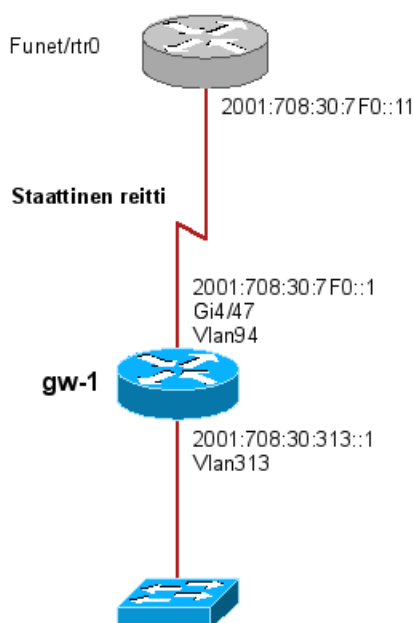 Funet/rtr0
2001:708:30:7F0::11
Staattinen reitti
2001:708:30:7F0::1
Gi4/47
Vlan94
gw-1
2001:708:30:313::1
Vlan313